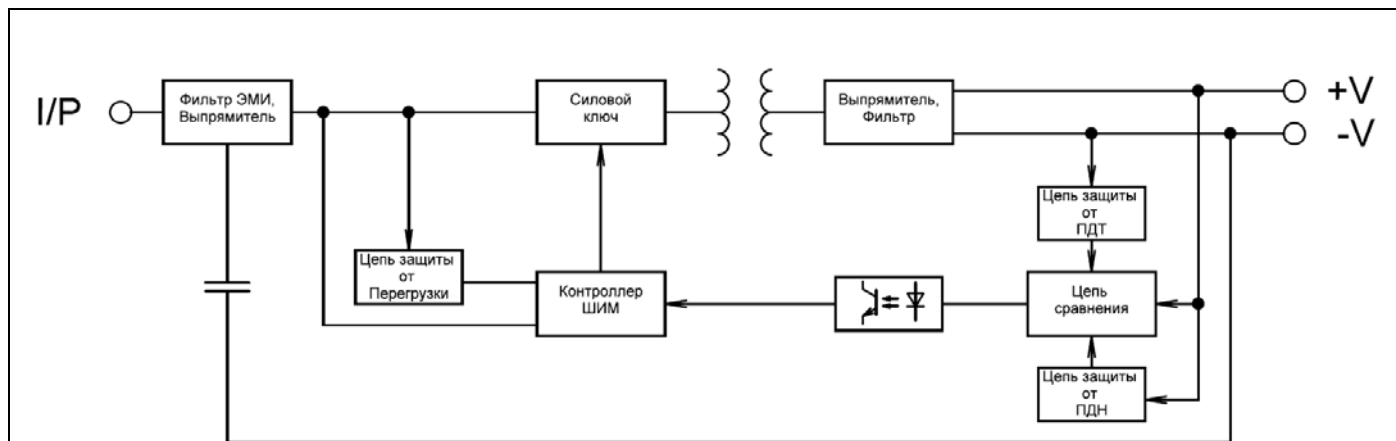 I/P
Фильтр ЭМИ,
Выпрямитель
Силовой
ключ
Выпрямитель,
Фильтр
+V
-V
Цепь защиты
от
ПДТ
Цепь защиты
от
Перегрузки
Контроллер
ШИМ
Цепь
сравнения
Цепь защиты
от
ПДН